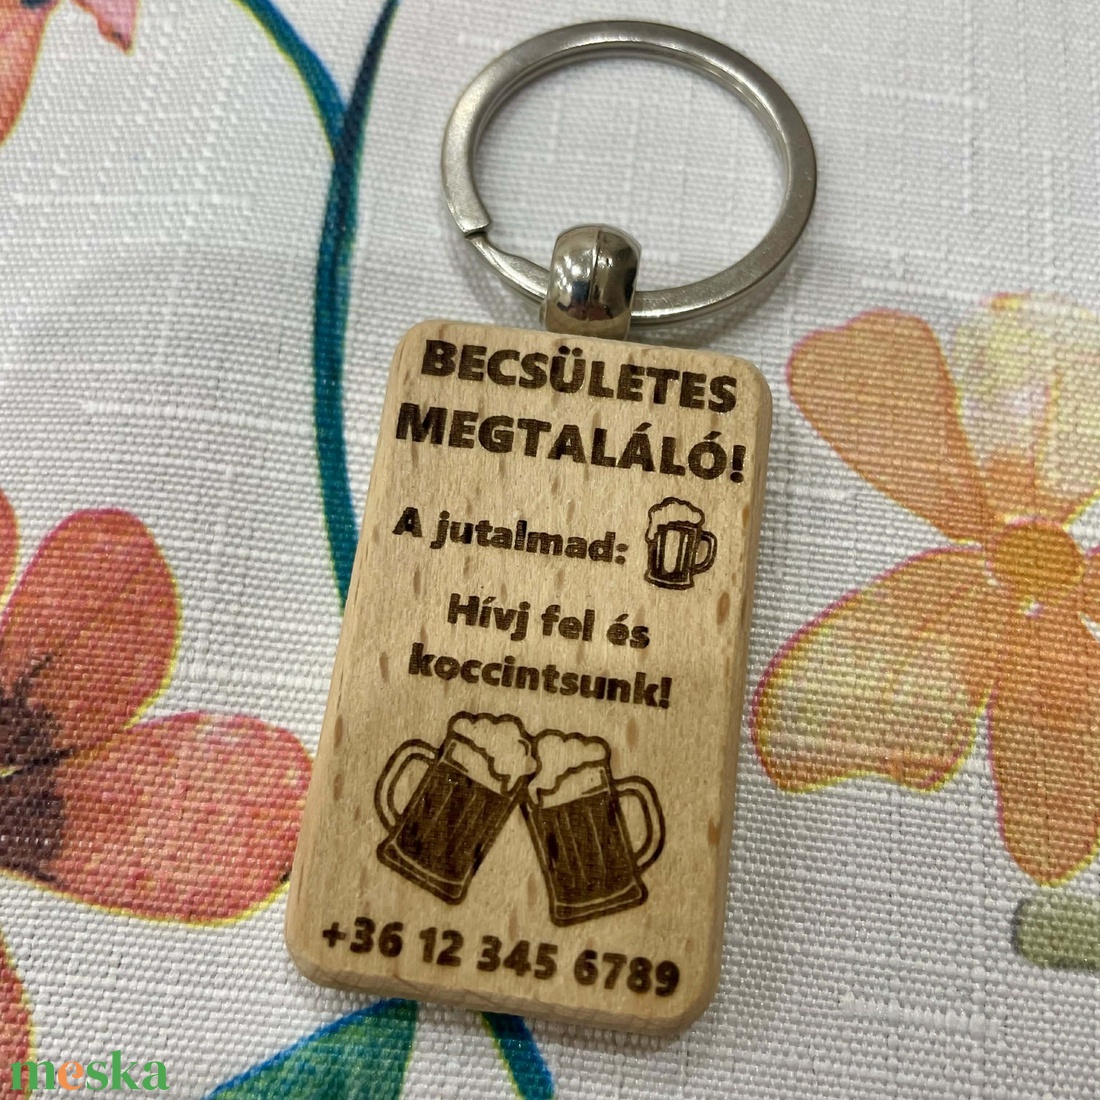 BECSÜLETES
MEGTALÁLÓ!
A jutalmad:
Hívj fel és
koccintsunk!
+36 12 345 6789
meska